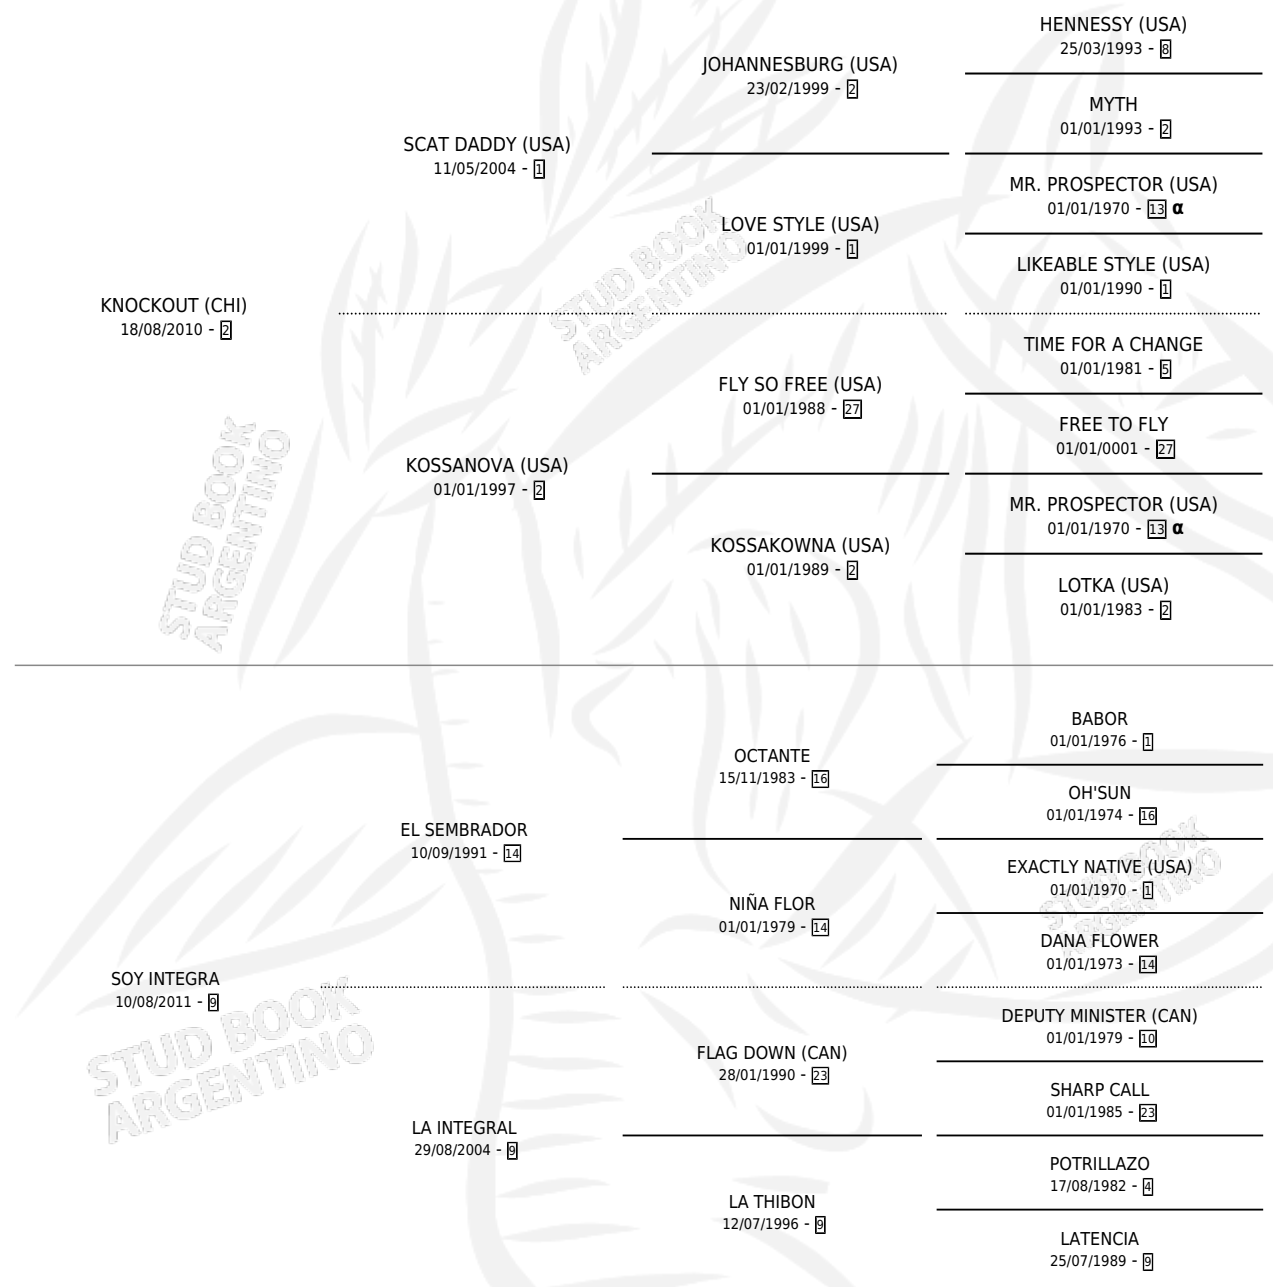 HENNESSY (USA)
25/03/1993 - 8
JOHANNESBURG (USA)
23/02/1999 - 2
MYTH
01/01/1993 - 2
SCAT DADDY (USA)
11/05/2004 - 1
MR. PROSPECTOR (USA)
01/01/1970 - 13 α
LOVE STYLE (USA)
01/01/1999 - 1
LIKEABLE STYLE (USA)
01/01/1990 - 1
KNOCKOUT (CHI)
18/08/2010 - 2
TIME FOR A CHANGE
01/01/1981 - 5
FLY SO FREE (USA)
01/01/1988 - 27
FREE TO FLY
01/01/0001 - 27
KOSSANOVA (USA)
01/01/1997 - 2
MR. PROSPECTOR (USA)
01/01/1970 - 13 α
KOSSAKOWNA (USA)
01/01/1989 - 2
LOTKA (USA)
01/01/1983 - 2
BABOR
01/01/1976 - 1
OCTANTE
15/11/1983 - 16
OH'SUN
01/01/1974 - 16
EL SEMBRADOR
10/09/1991 - 14
EXACTLY NATIVE (USA)
01/01/1970 - 1
NIÑA FLOR
01/01/1979 - 14
DANA FLOWER
01/01/1973 - 14
SOY INTEGRA
10/08/2011 - 9
DEPUTY MINISTER (CAN)
01/01/1979 - 10
FLAG DOWN (CAN)
28/01/1990 - 23
SHARP CALL
01/01/1985 - 23
LA INTEGRAL
29/08/2004 - 9
POTRILLAZO
17/08/1982 - 4
LA THIBON
12/07/1996 - 9
LATENCIA
25/07/1989 - 9
STUD BOOK
ARGENTINO
STUD BOOK
ARGENTINO
STUD BOOK
ARGENTINO
STUD BOOK
ARGENTINO